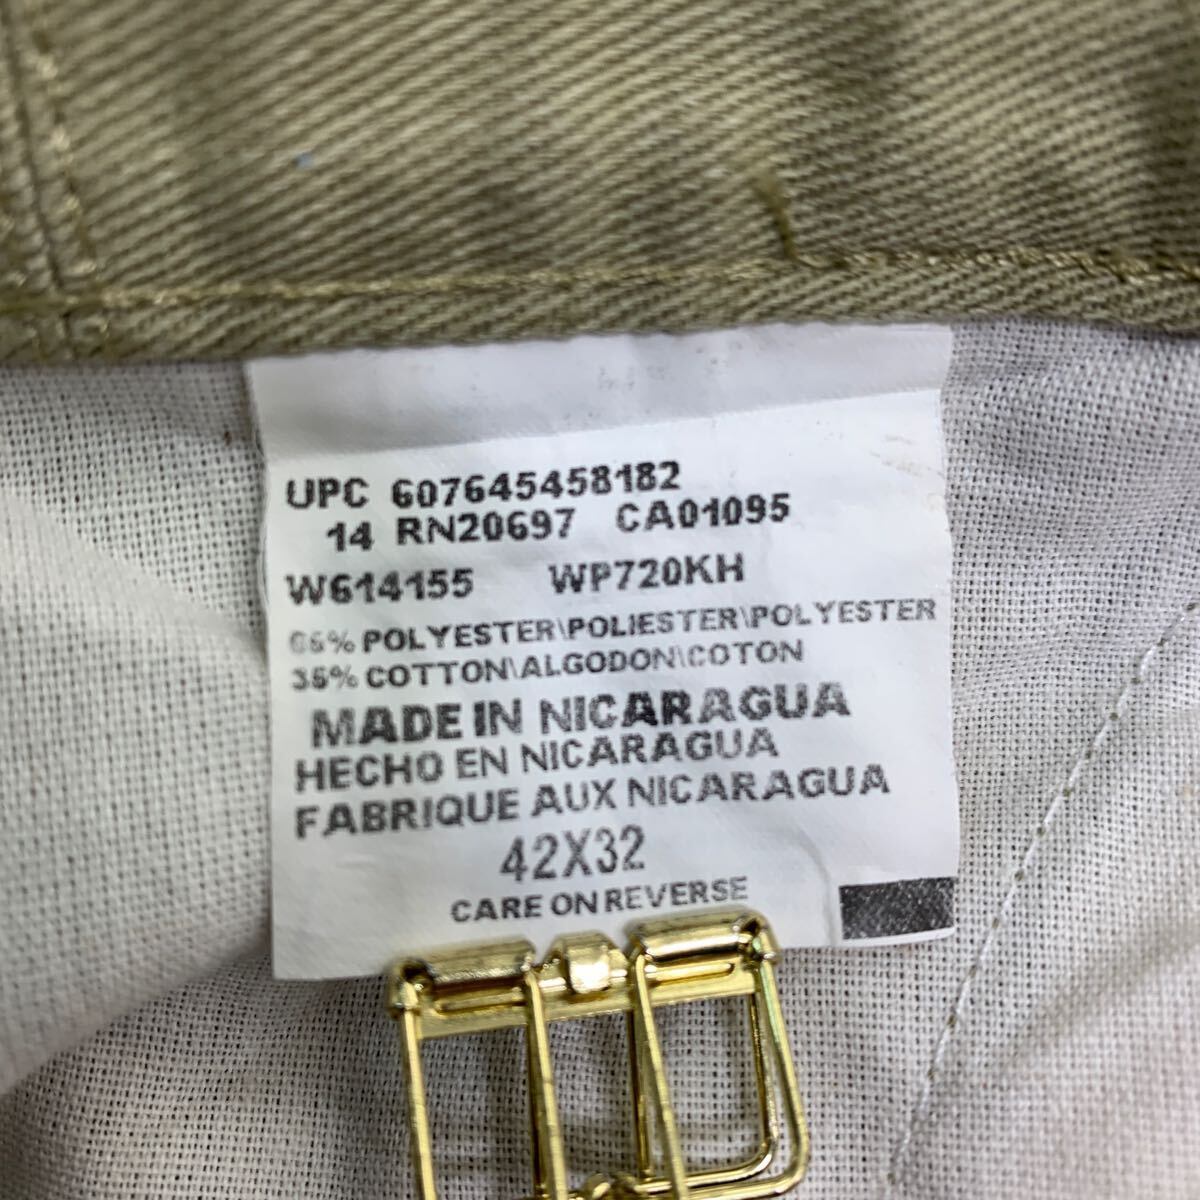 UPC 607645458182
14 RN20697 CA01095
W614155 WP720KH
65% POLYESTER\POLIESTER\POLYESTER
35% COTTON\ALGODON\COTON
MADE IN NICARAGUA
HECHO EN NICARAGUA
FABRIQUE AUX NICARAGUA
42X32
CARE ON REVERSE